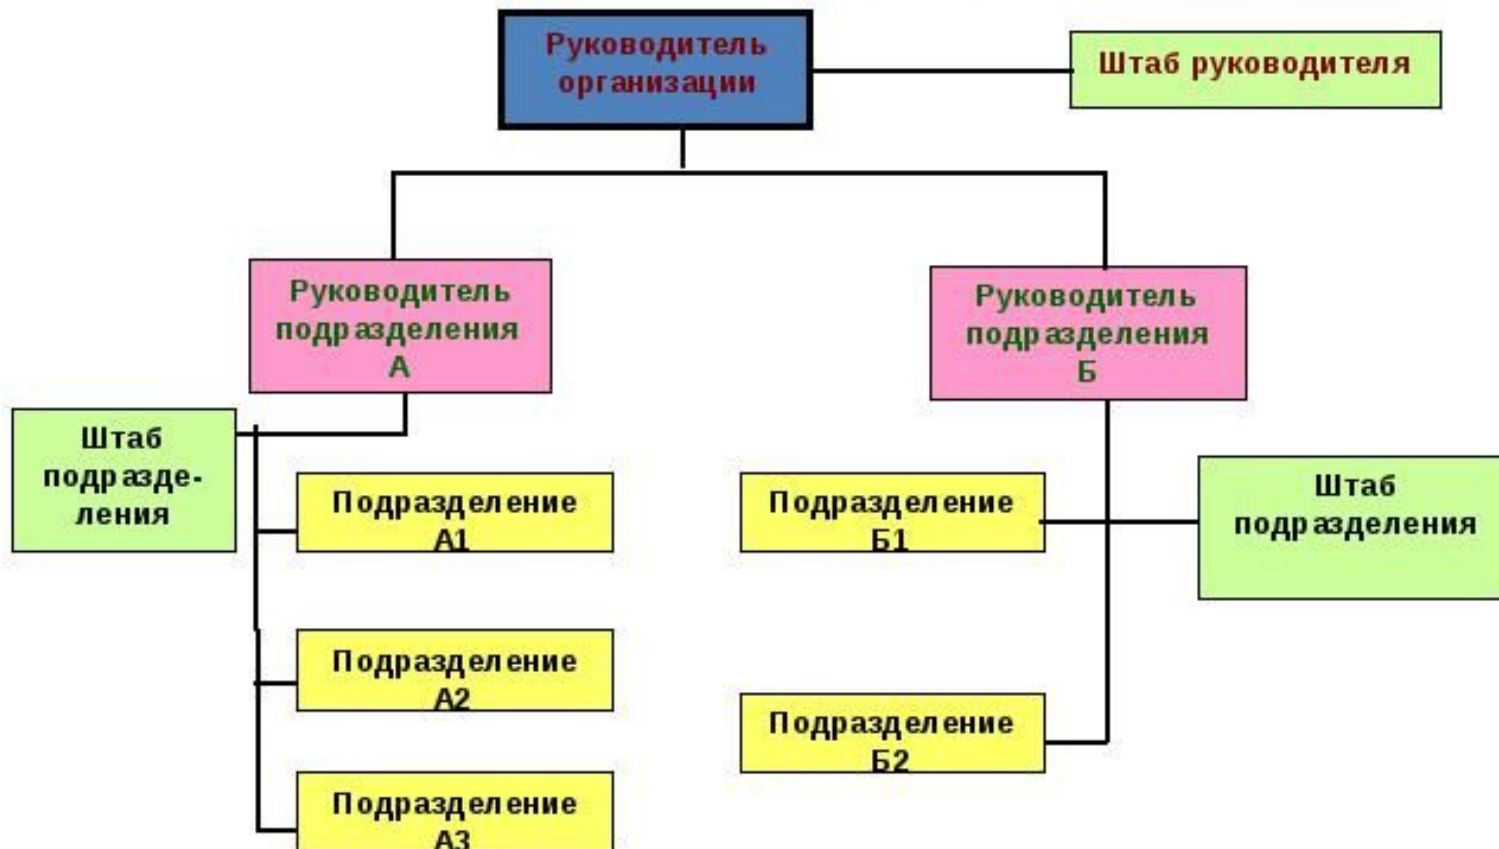 Руководитель
организации
Штаб руководителя
Руководитель
подразделения
А
Руководитель
подразделения
Б
Штаб
подразде-
ления
Подразделение
А1
Подразделение
Б1
Штаб
подразделения
Подразделение
А2
Подразделение
Б2
Подразделение
А3